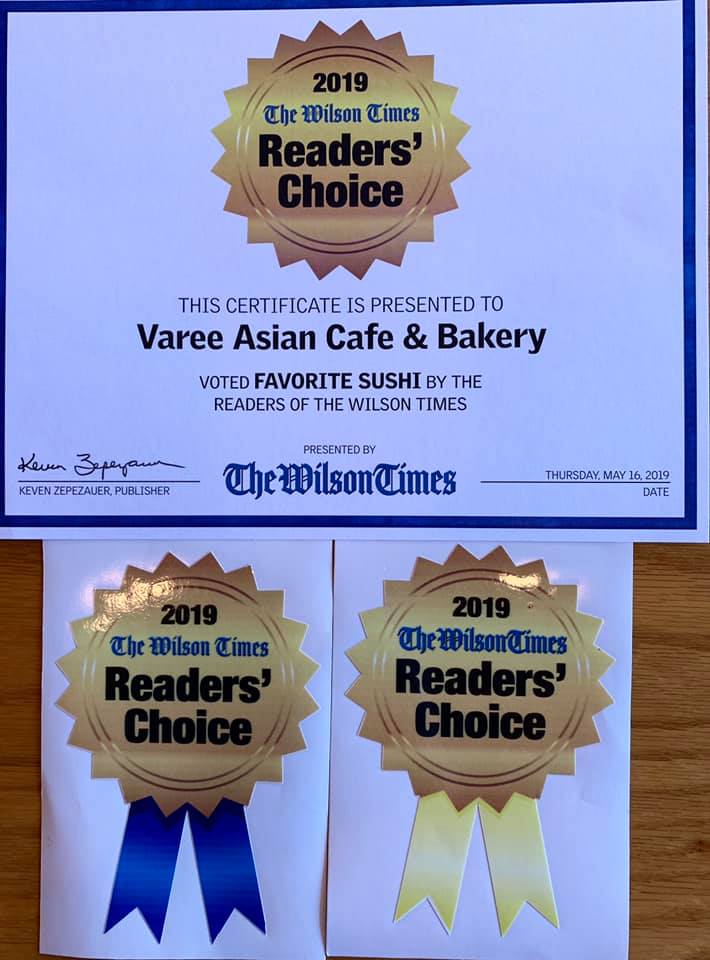 2019
The Wilson Times
Readers'
Choice
THIS CERTIFICATE IS PRESENTED TO
Varee Asian Cafe & Bakery
VOTED FAVORITE SUSHI BY THE
READERS OF THE WILSON TIMES
PRESENTED BY
The Wilson Times
Keven Zepezauer
KEVEN ZEPEZAUER, PUBLISHER
THURSDAY, MAY 16, 2019
DATE
2019
The Wilson Times
Readers'
Choice
2019
The Wilson Times
Readers'
Choice